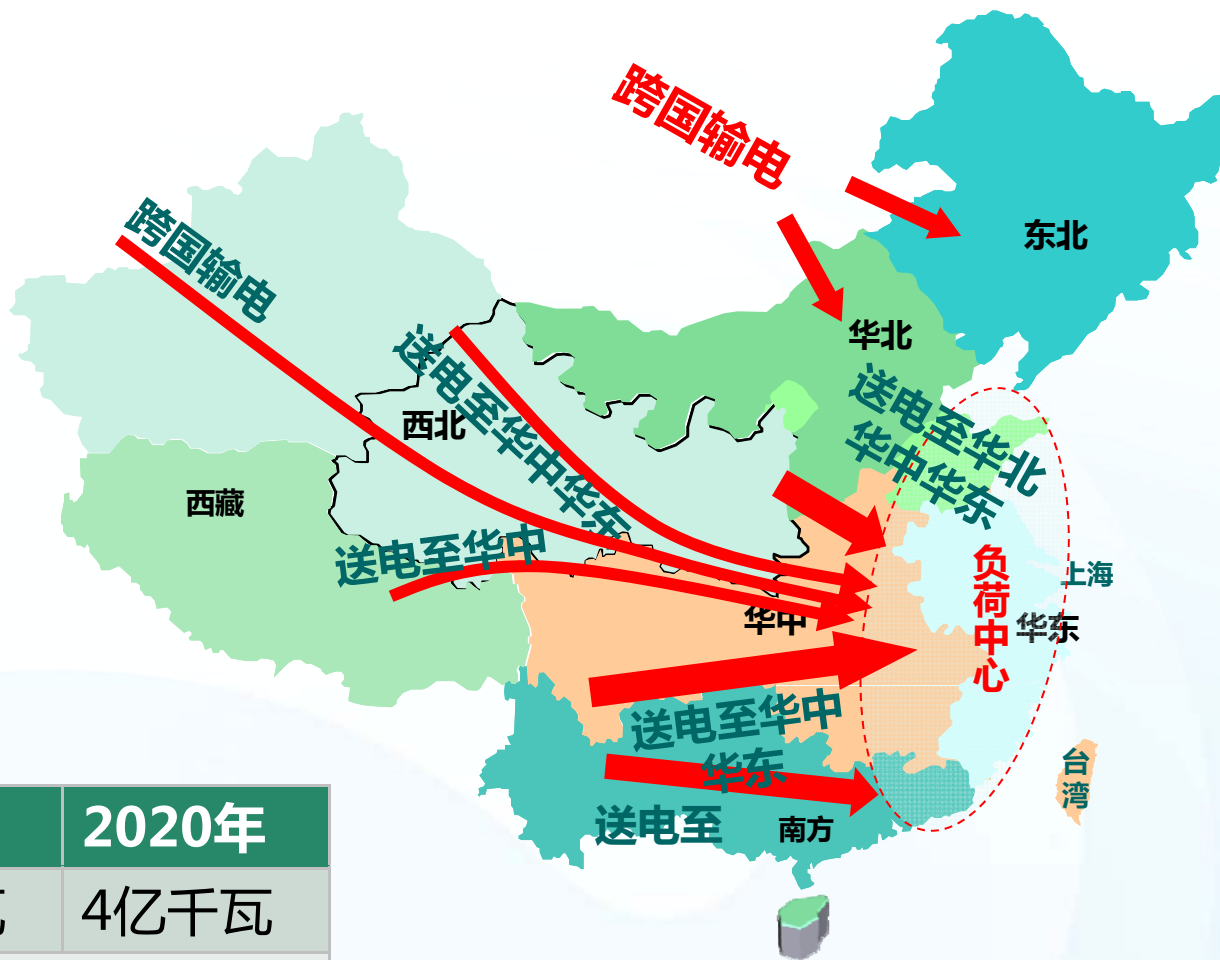 跨国输电
东北
跨国输电
华北
送电至华中华东
西北
送电至华北
华中华东
西藏
送电至华中
负荷中心
上海
华中
华东
送电至华中
华东
台湾
送电至
南方
2020年
4亿千瓦